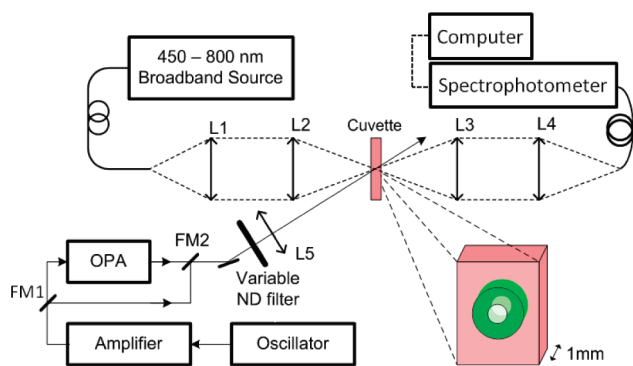 450 – 800 nm
Broadband Source
Computer
Spectrophotometer
L1
L2
Cuvette
L3
L4
L5
FM2
OPA
Variable
ND filter
FM1
Amplifier
Oscillator
1mm